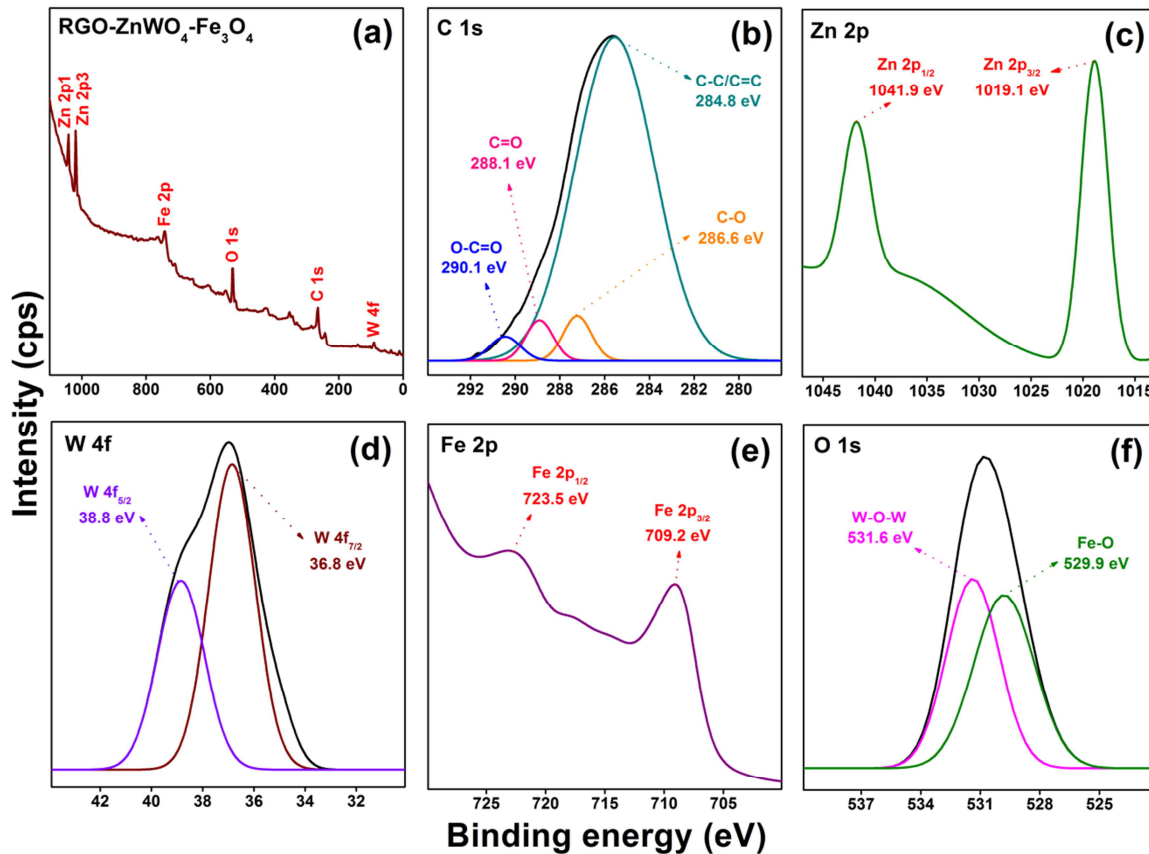 RGO-ZnWO₄-Fe₃O₄
(a)
Zn 2p1
Zn 2p3
Fe 2p
O 1s
C 1s
W 4f
1000 800 600 400 200 0
C 1s
(b)
C-C/C=C
284.8 eV
C=O
288.1 eV
C-O
286.6 eV
O-C=O
290.1 eV
292 290 288 286 284 282 280
Zn 2p
(c)
Zn 2p₁/₂
1041.9 eV
Zn 2p₃/₂
1019.1 eV
1045 1040 1035 1030 1025 1020 1015
Intensity (cps)
W 4f
(d)
W 4f₅/₂
38.8 eV
W 4f₇/₂
36.8 eV
42 40 38 36 34 32
Fe 2p
(e)
Fe 2p₁/₂
723.5 eV
Fe 2p₃/₂
709.2 eV
725 720 715 710 705
O 1s
(f)
W-O-W
531.6 eV
Fe-O
529.9 eV
537 534 531 528 525
Binding energy (eV)